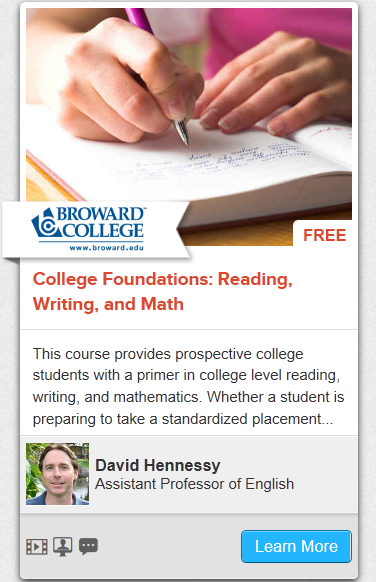 BROWARD™
COLLEGE
www.broward.edu
FREE
College Foundations: Reading,
Writing, and Math
This course provides prospective college
students with a primer in college level reading,
writing, and mathematics. Whether a student is
preparing to take a standardized placement...
David Hennessy
Assistant Professor of English
Learn More